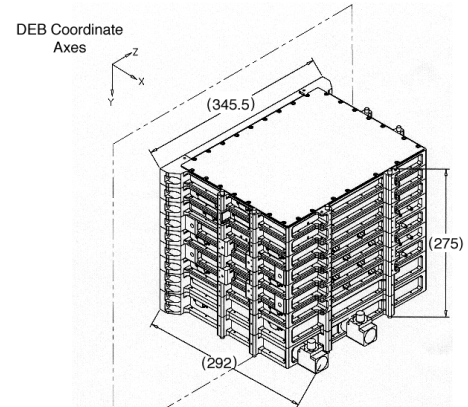 DEB Coordinate
Axes
Z
X
Y
(345.5)
(275)
(292)